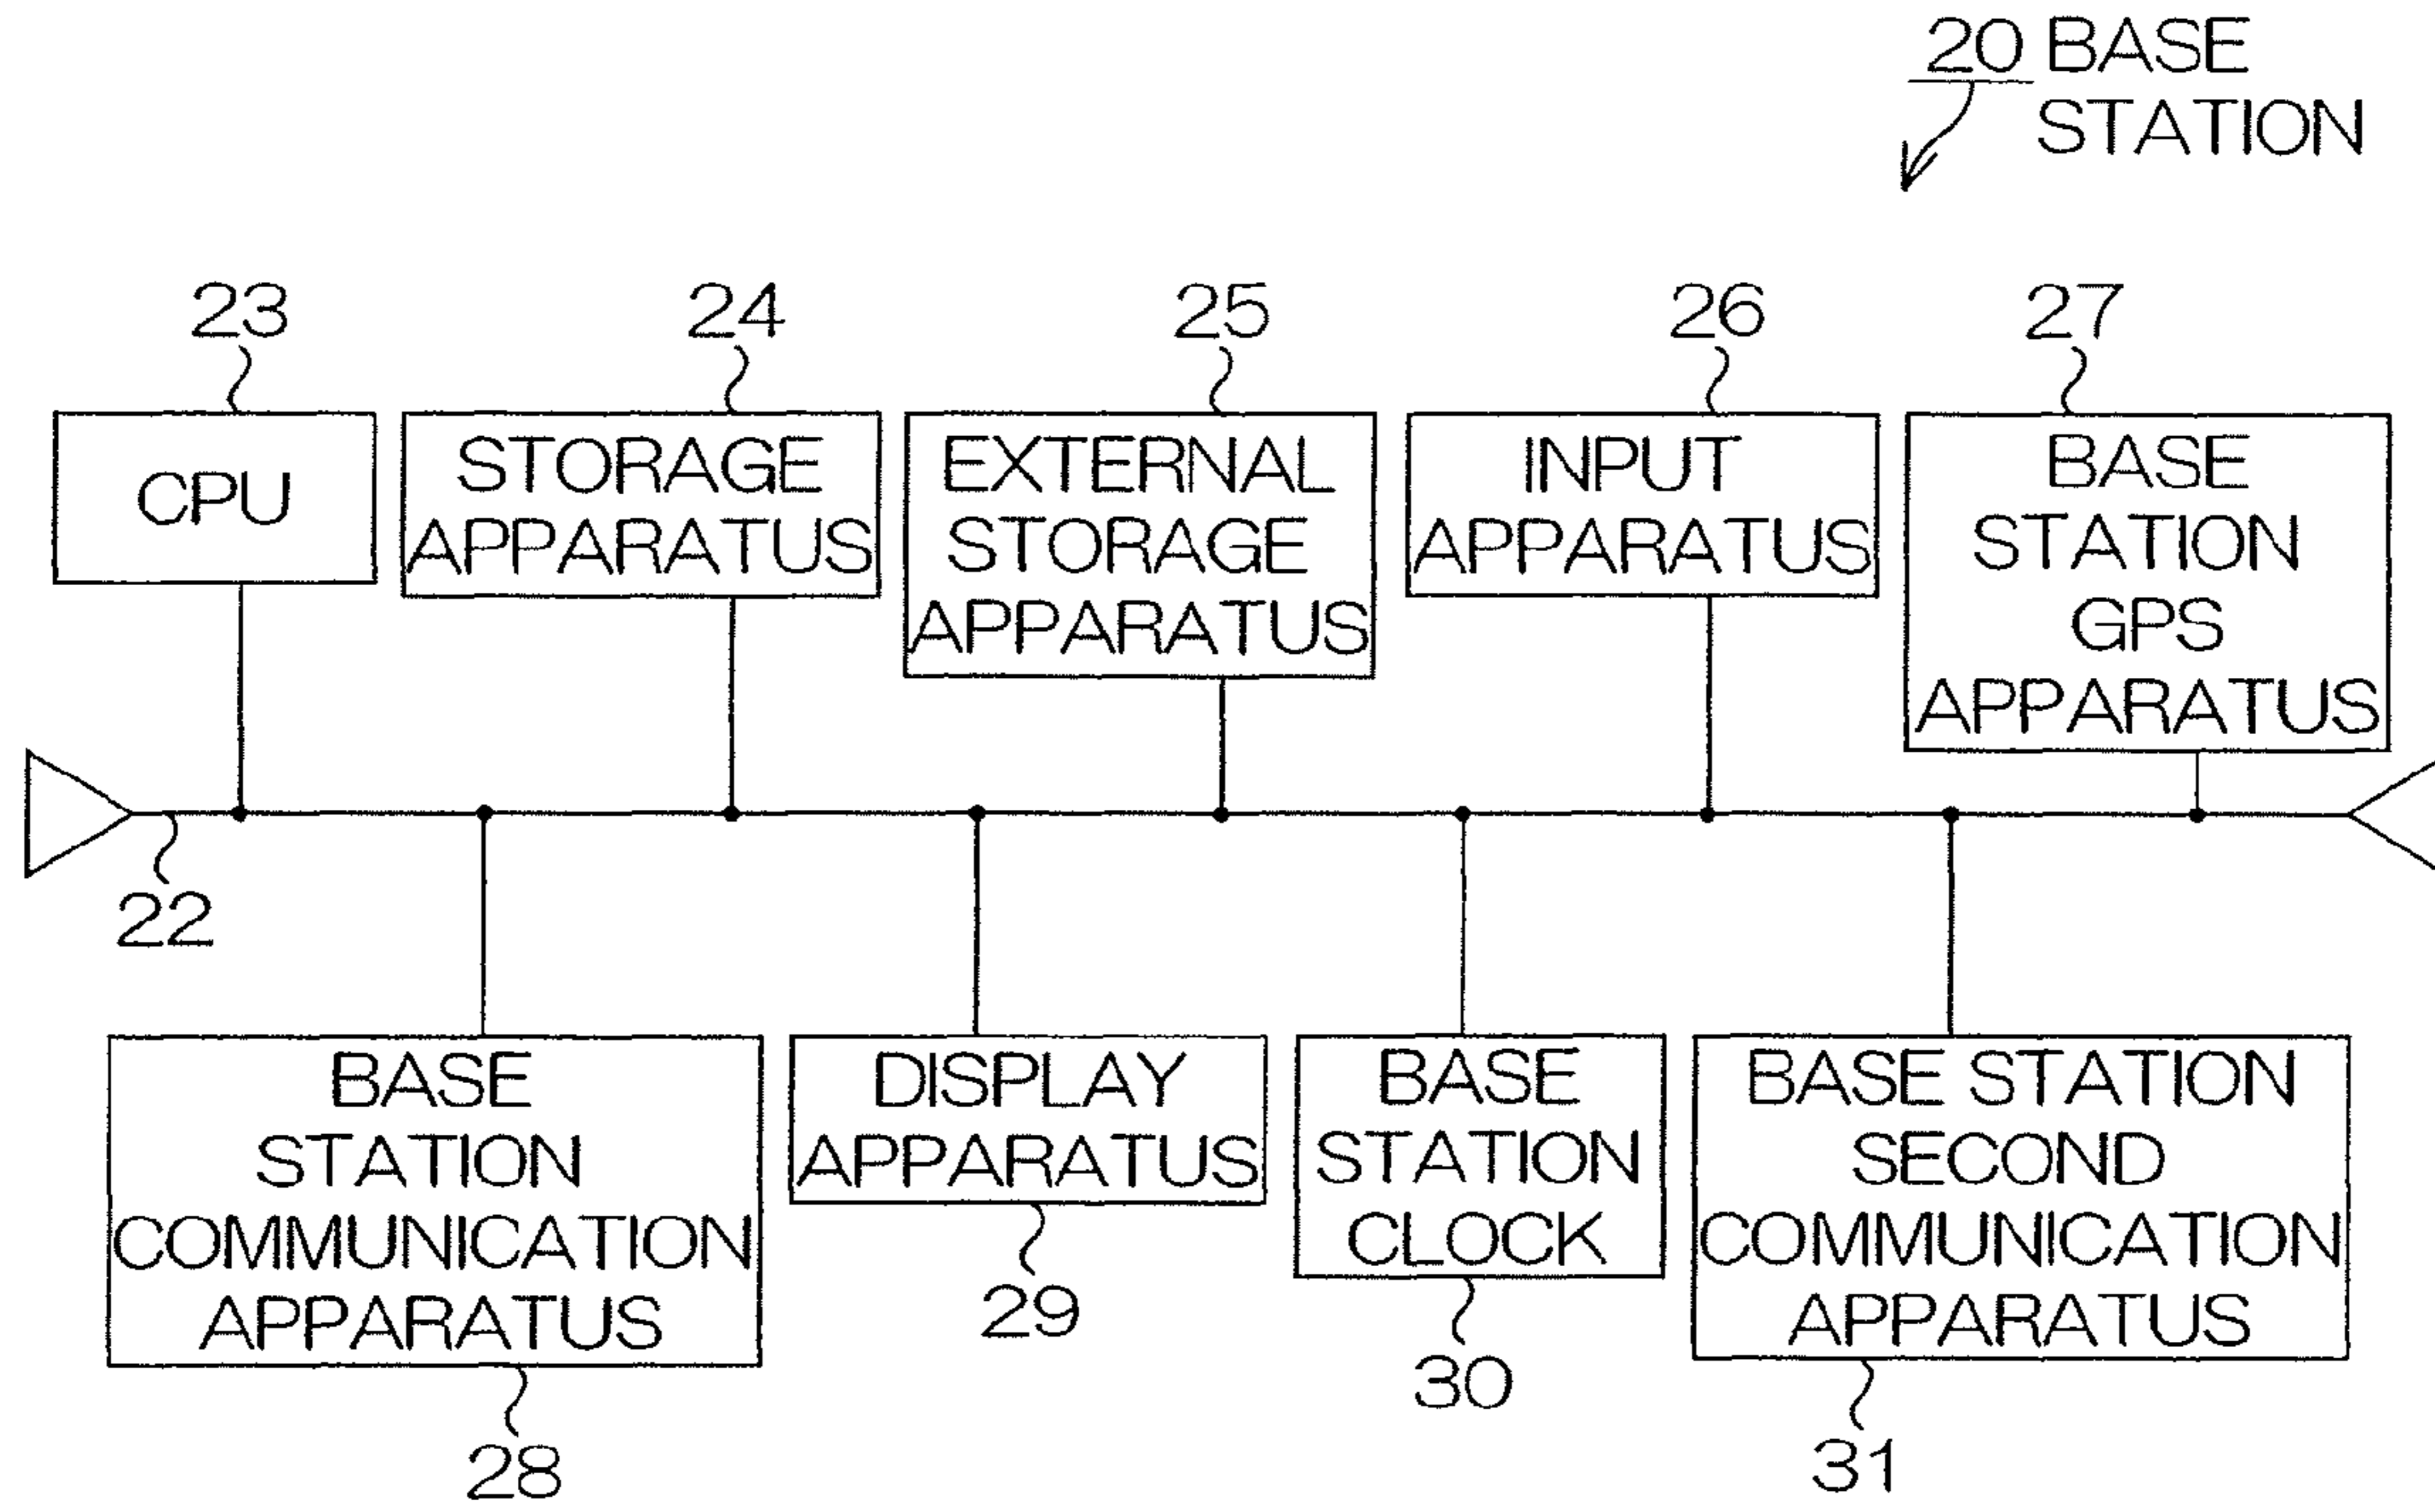 20 BASE
STATION
23
24
25
26
27
CPU
STORAGE
APPARATUS
EXTERNAL
STORAGE
APPARATUS
INPUT
APPARATUS
BASE
STATION
GPS
APPARATUS
22
BASE
STATION
COMMUNICATION
APPARATUS
DISPLAY
APPARATUS
BASE
STATION
CLOCK
BASE STATION
SECOND
COMMUNICATION
APPARATUS
28
29
30
31